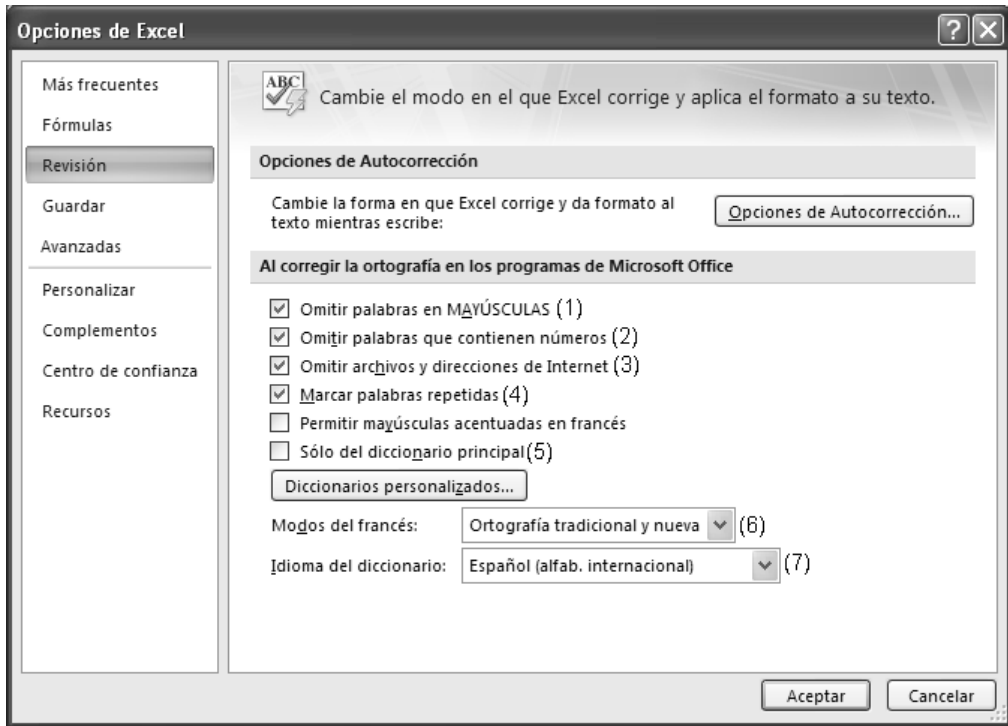 Opciones de Excel
Más frecuentes
Fórmulas
Revisión
Guardar
Avanzadas
Personalizar
Complementos
Centro de confianza
Recursos
ABC
Cambie el modo en el que Excel corrige y aplica el formato a su texto.
Opciones de Autocorrección
Cambie la forma en que Excel corrige y da formato al
texto mientras escribe:
Opciones de Autocorrección...
Al corregir la ortografía en los programas de Microsoft Office
Omitir palabras en MAYÚSCULAS (1)
Omitir palabras que contienen números (2)
Omitir archivos y direcciones de Internet (3)
Marcar palabras repetidas (4)
Permitir mayúsculas acentuadas en francés
Sólo del diccionario principal (5)
Diccionarios personalizados...
Modos del francés: Ortografía tradicional y nueva (6)
Idioma del diccionario: Español (alfab. internacional) (7)
Aceptar Cancelar